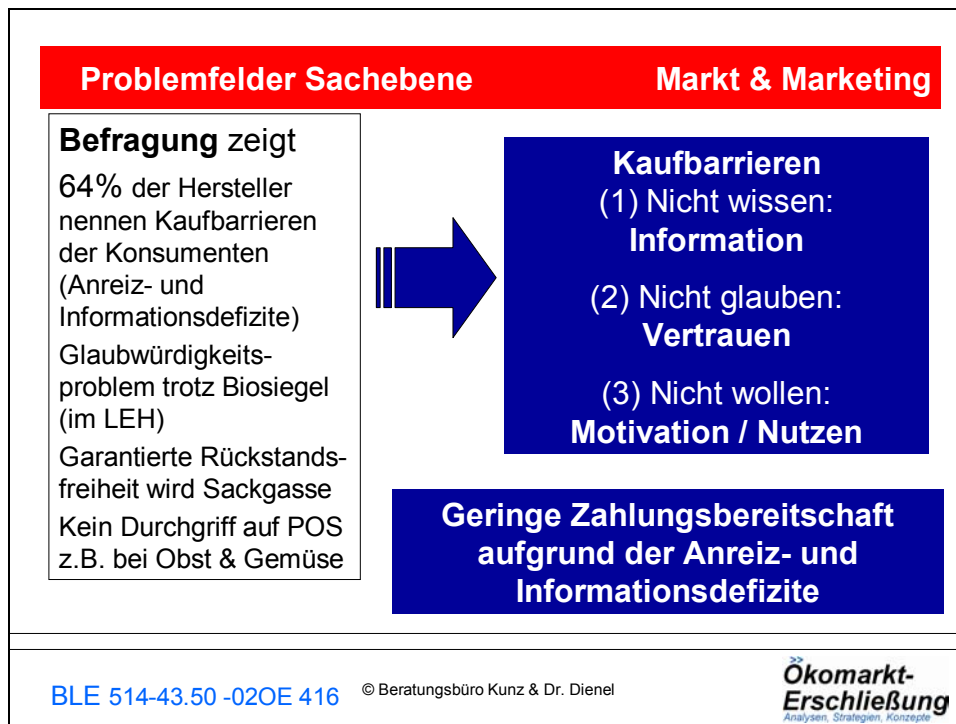 Problemfelder Sachebene Markt & Marketing
Befragung zeigt
64% der Hersteller
nennen Kaufbarrieren
der Konsumenten
(Anreiz- und
Informationsdefizite)
Glaubwürdigkeits-
problem trotz Biosiegel
(im LEH)
Garantierte Rückstands-
freiheit wird Sackgasse
Kein Durchgriff auf POS
z.B. bei Obst & Gemüse
Kaufbarrieren
(1) Nicht wissen:
Information
(2) Nicht glauben:
Vertrauen
(3) Nicht wollen:
Motivation / Nutzen
Geringe Zahlungsbereitschaft
aufgrund der Anreiz- und
Informationsdefizite
BLE 514-43.50 -02OE 416 © Beratungsbüro Kunz & Dr. Dienel
>>
Ökomarkt-
Erschließung
Analysen, Strategien, Konzepte